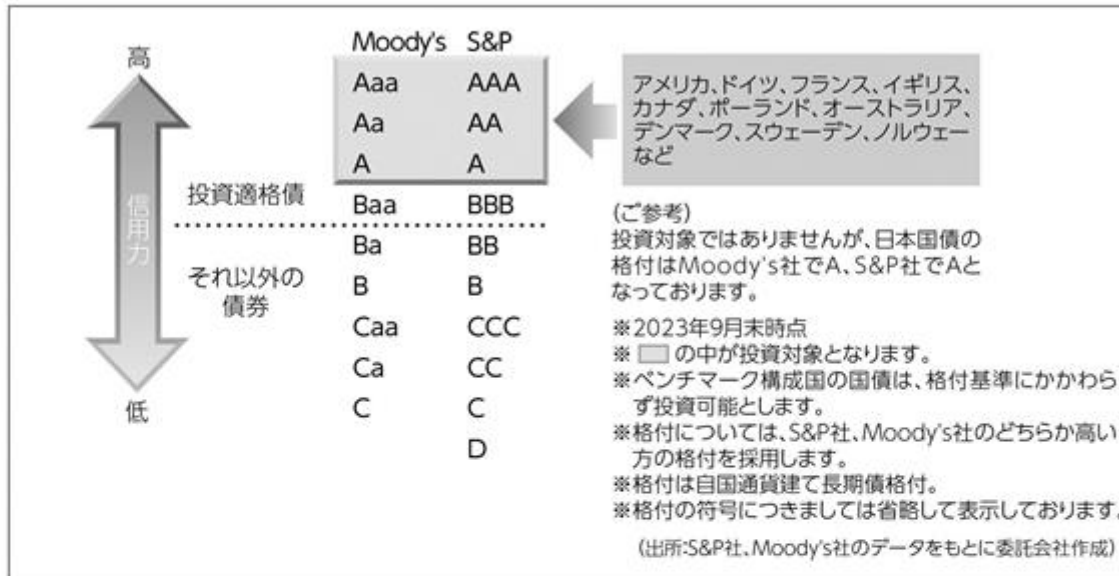 Moody's S&P
高
Aaa AAA
Aa AA
A A
投資適格債
Baa BBB
Ba BB
それ以外の
債券
B B
Caa CCC
Ca CC
C C
D
低
信用力
アメリカ、ドイツ、フランス、イギリス、
カナダ、ポーランド、オーストラリア、
デンマーク、スウェーデン、ノルウェー
など
(ご参考)
投資対象ではありませんが、日本国債の
格付はMoody's社でA、S&P社でAと
なっております。
※2023年9月末時点
※ の中が投資対象となります。
※ベンチマーク構成国の国債は、格付基準にかかわら
ず投資可能とします。
※格付については、S&P社、Moody's社のどちらか高い
方の格付を採用します。
※格付は自国通貨建て長期債格付。
※格付の符号につきましては省略して表示しております。
(出所:S&P社、Moody's社のデータをもとに委託会社作成)